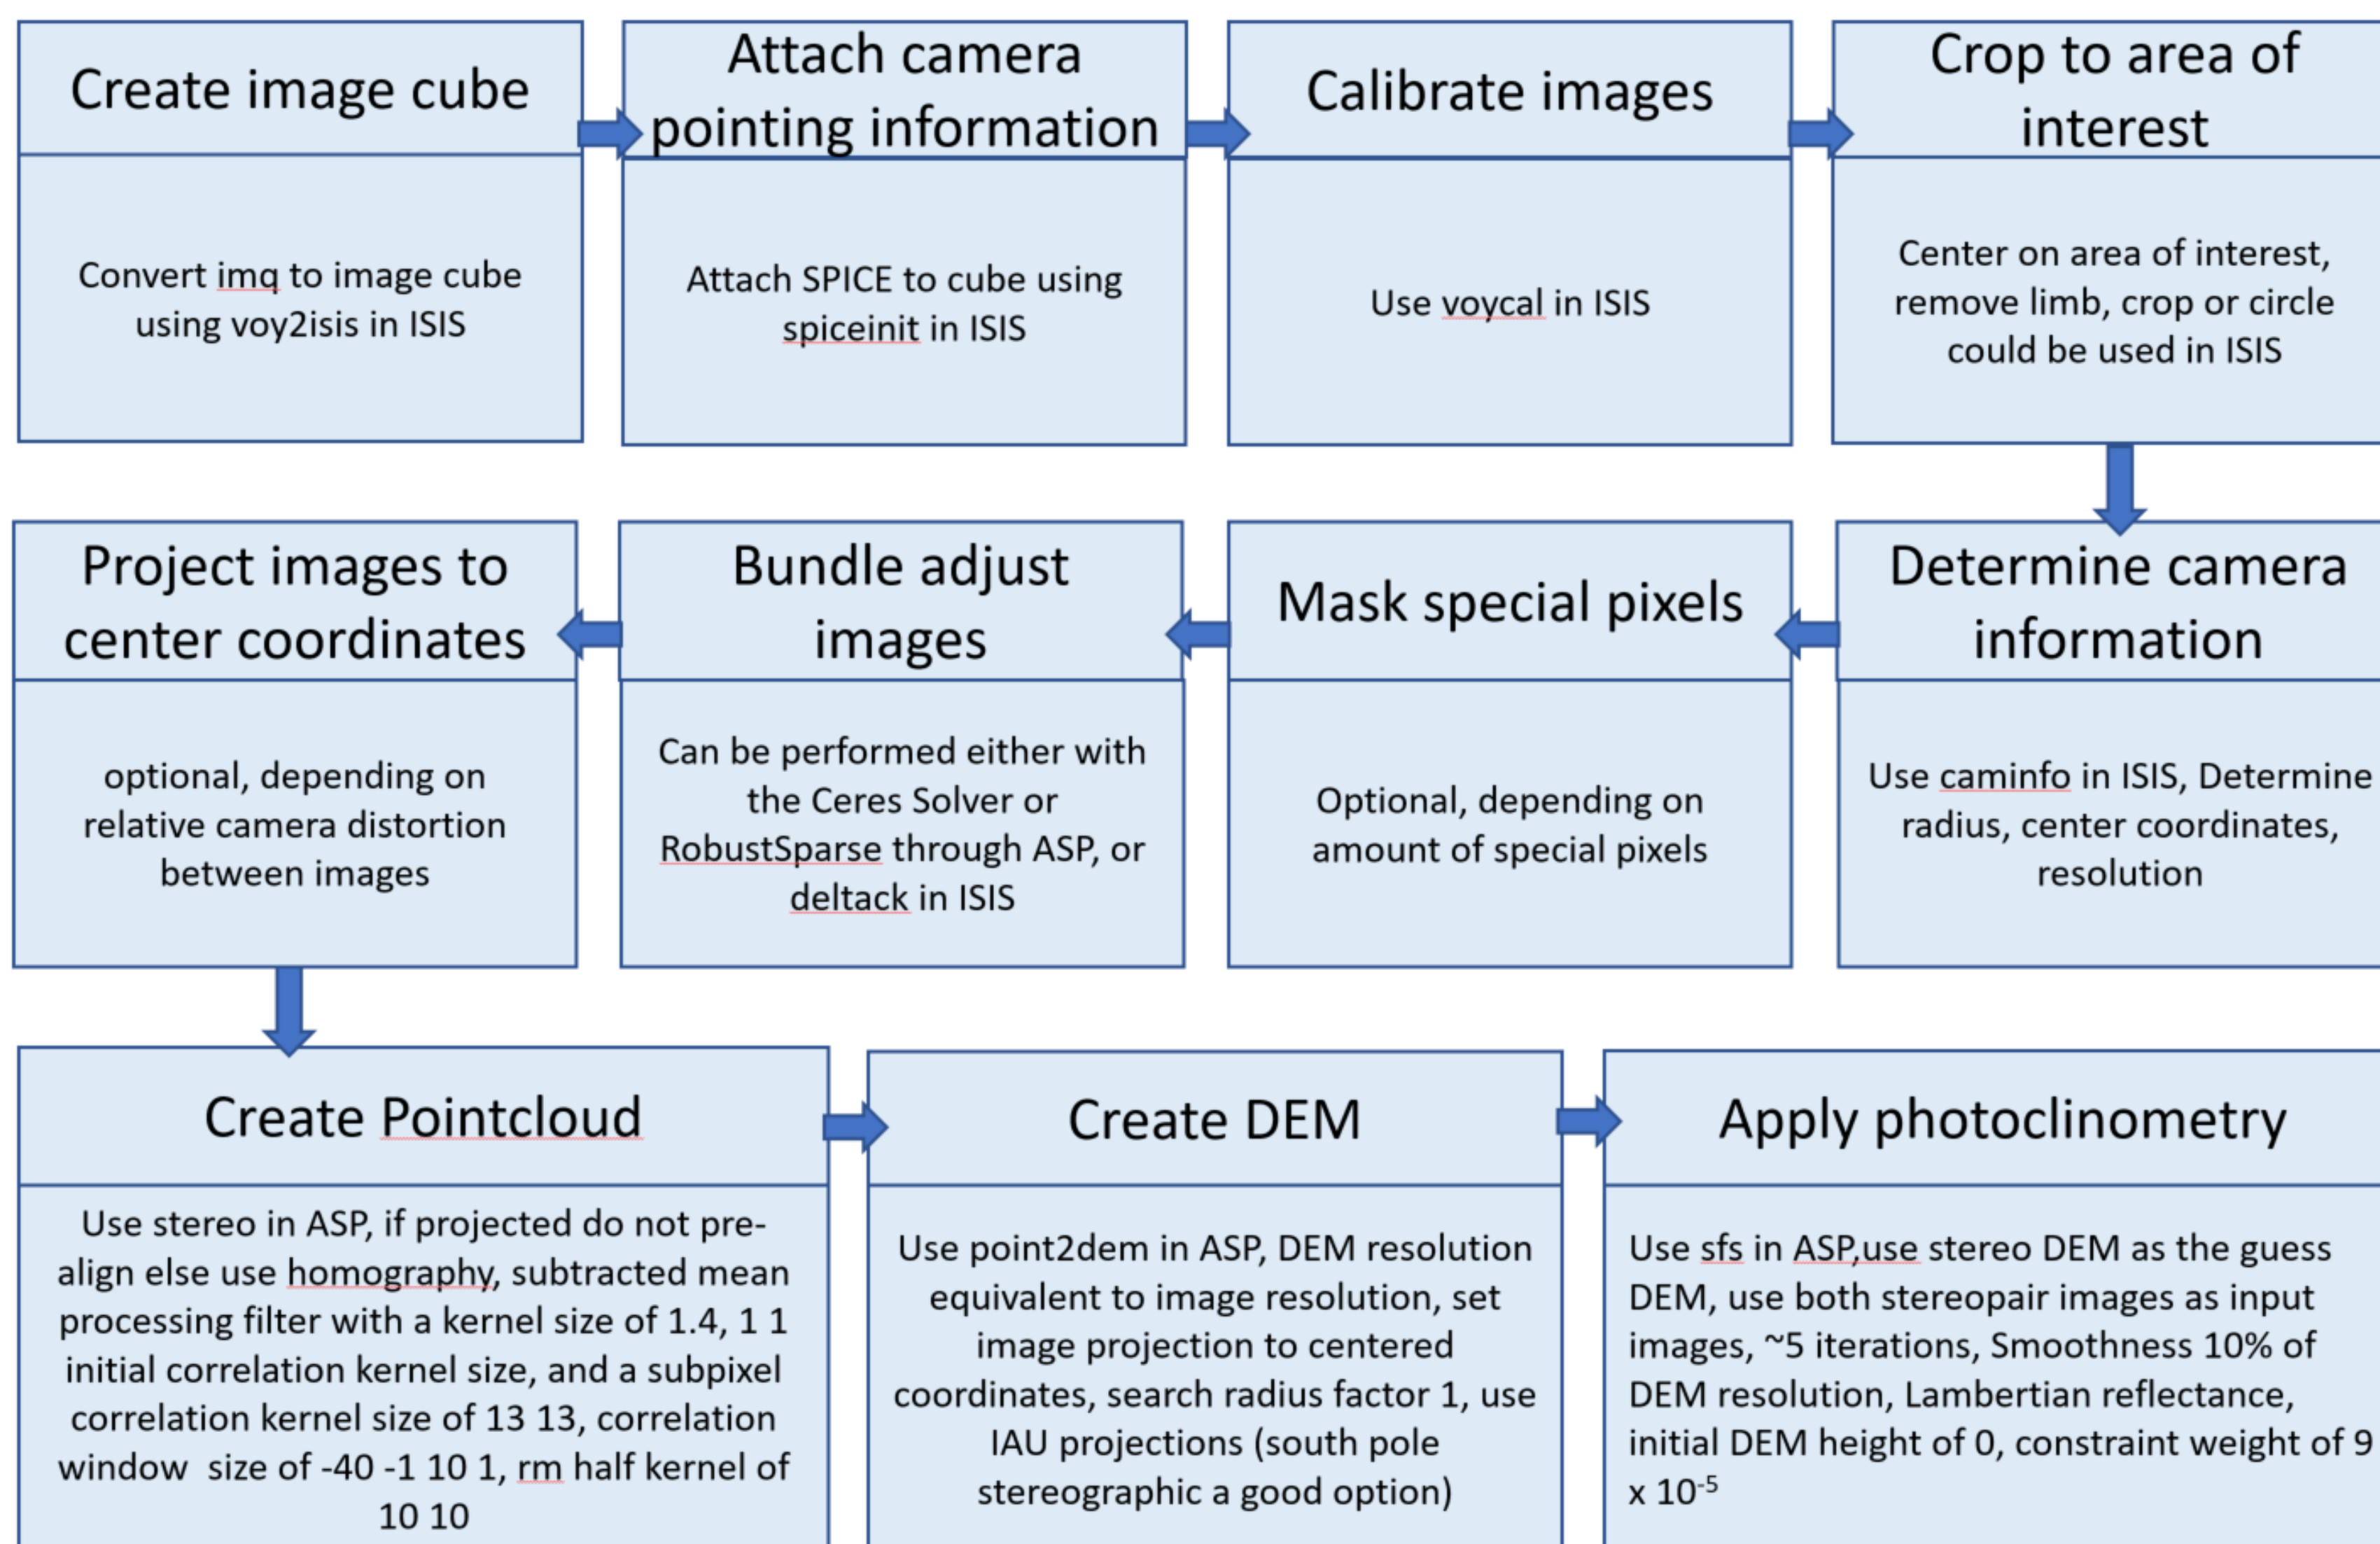 Create image cube
Convert imq to image cube
using voy2isis in ISIS
Attach camera
pointing information
Attach SPICE to cube using
spiceinit in ISIS
Calibrate images
Use voycal in ISIS
Crop to area of
interest
Center on area of interest,
remove limb, crop or circle
could be used in ISIS
Determine camera
information
Use caminfo in ISIS, Determine
radius, center coordinates,
resolution
Mask special pixels
Optional, depending on
amount of special pixels
Bundle adjust
images
Can be performed either with
the Ceres Solver or
RobustSparse through ASP, or
deltack in ISIS
Project images to
center coordinates
optional, depending on
relative camera distortion
between images
Create Pointcloud
Use stereo in ASP, if projected do not pre-
align else use homography, subtracted mean
processing filter with a kernel size of 1.4, 1 1
initial correlation kernel size, and a subpixel
correlation kernel size of 13 13, correlation
window  size of -40 -1 10 1, rm half kernel of
10 10
Create DEM
Use point2dem in ASP, DEM resolution
equivalent to image resolution, set
image projection to centered
coordinates, search radius factor 1, use
IAU projections (south pole
stereographic a good option)
Apply photoclinometry
Use sfs in ASP,use stereo DEM as the guess
DEM, use both stereopair images as input
images, ~5 iterations, Smoothness 10% of
DEM resolution, Lambertian reflectance,
initial DEM height of 0, constraint weight of 9
x 10⁻⁵